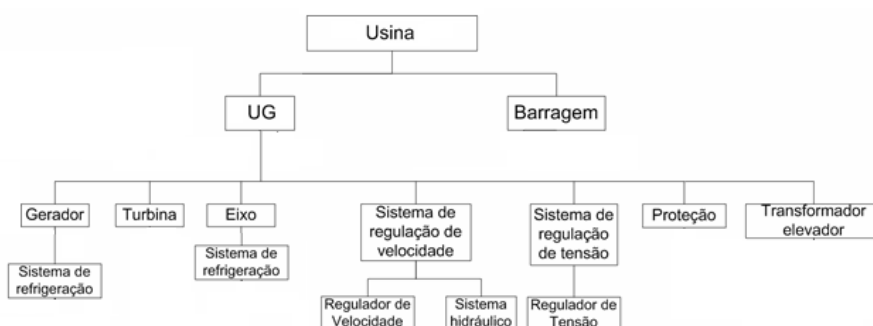 Usina
UG
Barragem
Gerador
Turbina
Eixo
Sistema de
regulação de
velocidade
Sistema de
regulação
de tensão
Proteção
Transformador
elevador
Sistema de
refrigeração
Sistema de
refrigeração
Regulador de
Velocidade
Sistema
hidráulico
Regulador de
Tensão